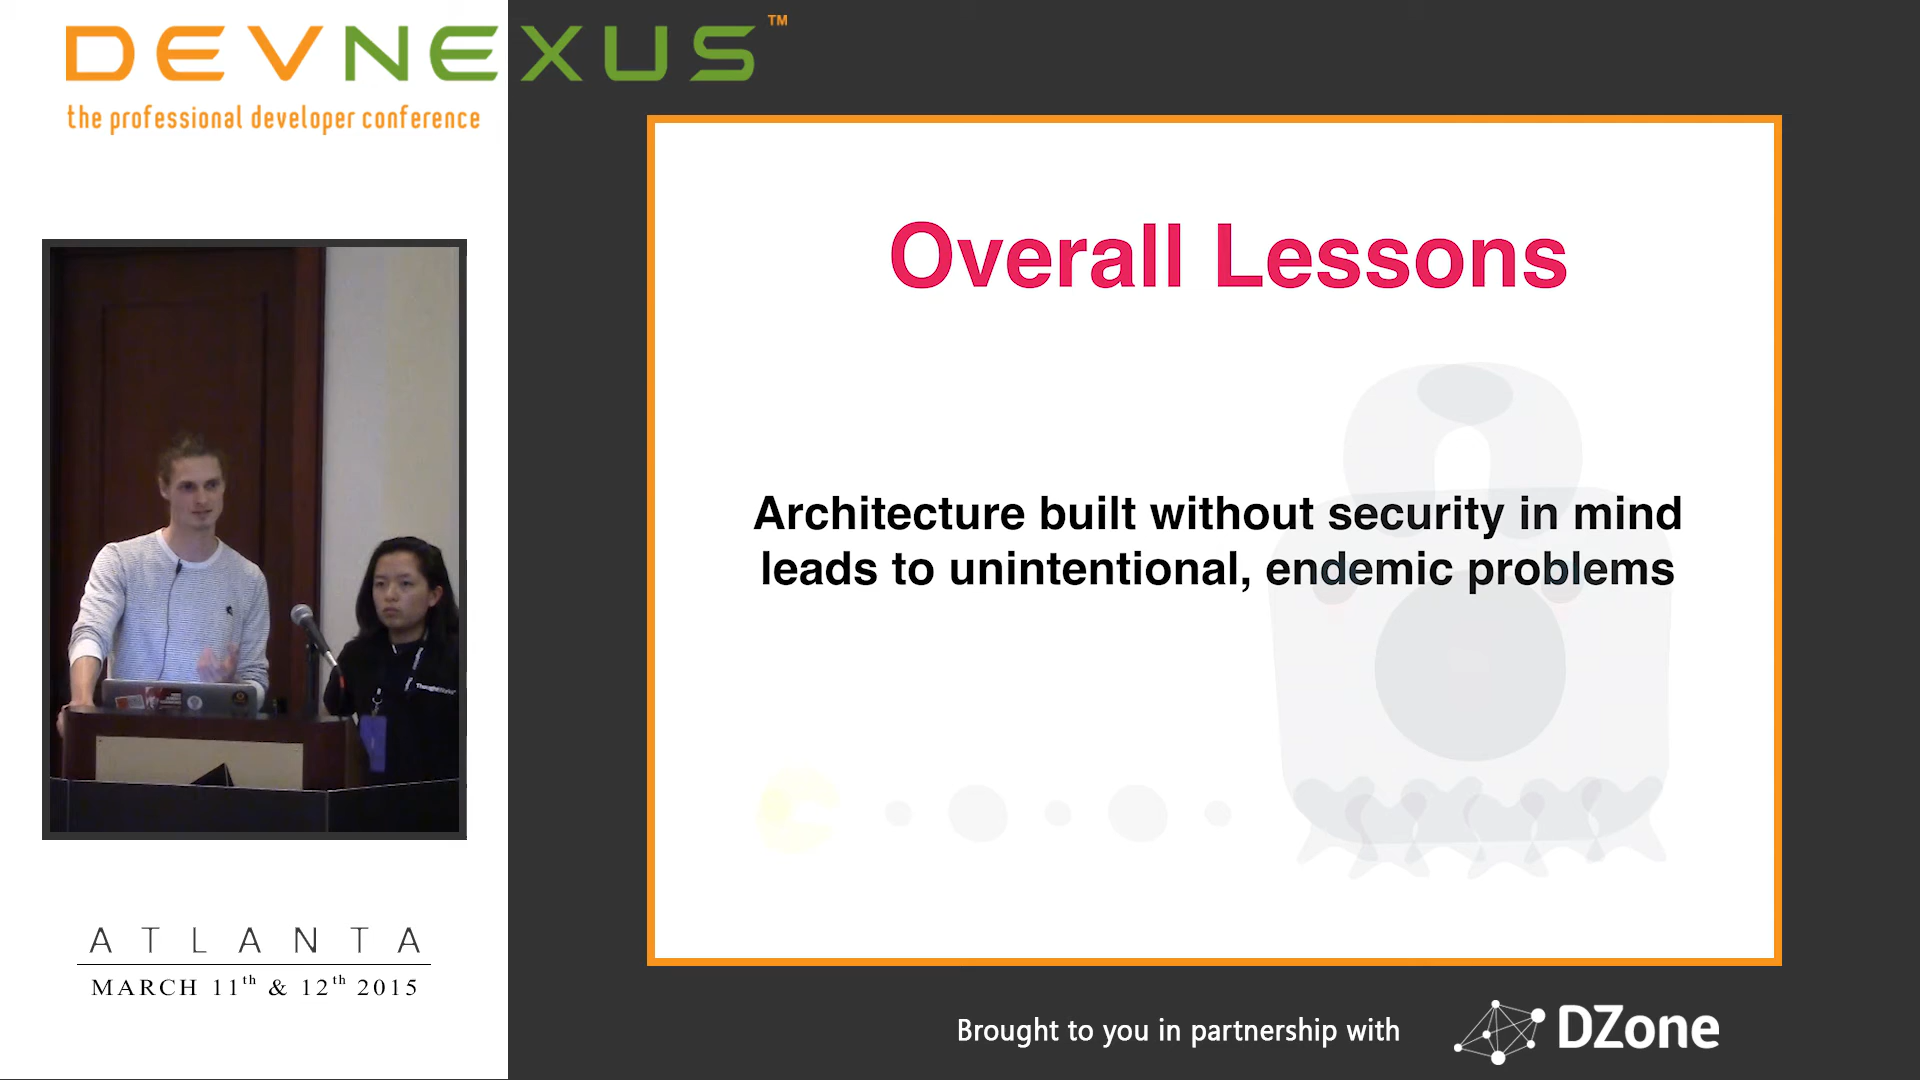 DEVNEXUS™
the professional developer conference
Overall Lessons
Architecture built without security in mind
leads to unintentional, endemic problems
ThoughtWorks
ATLANTA
MARCH 11th & 12th 2015
Brought to you in partnership with
DZone